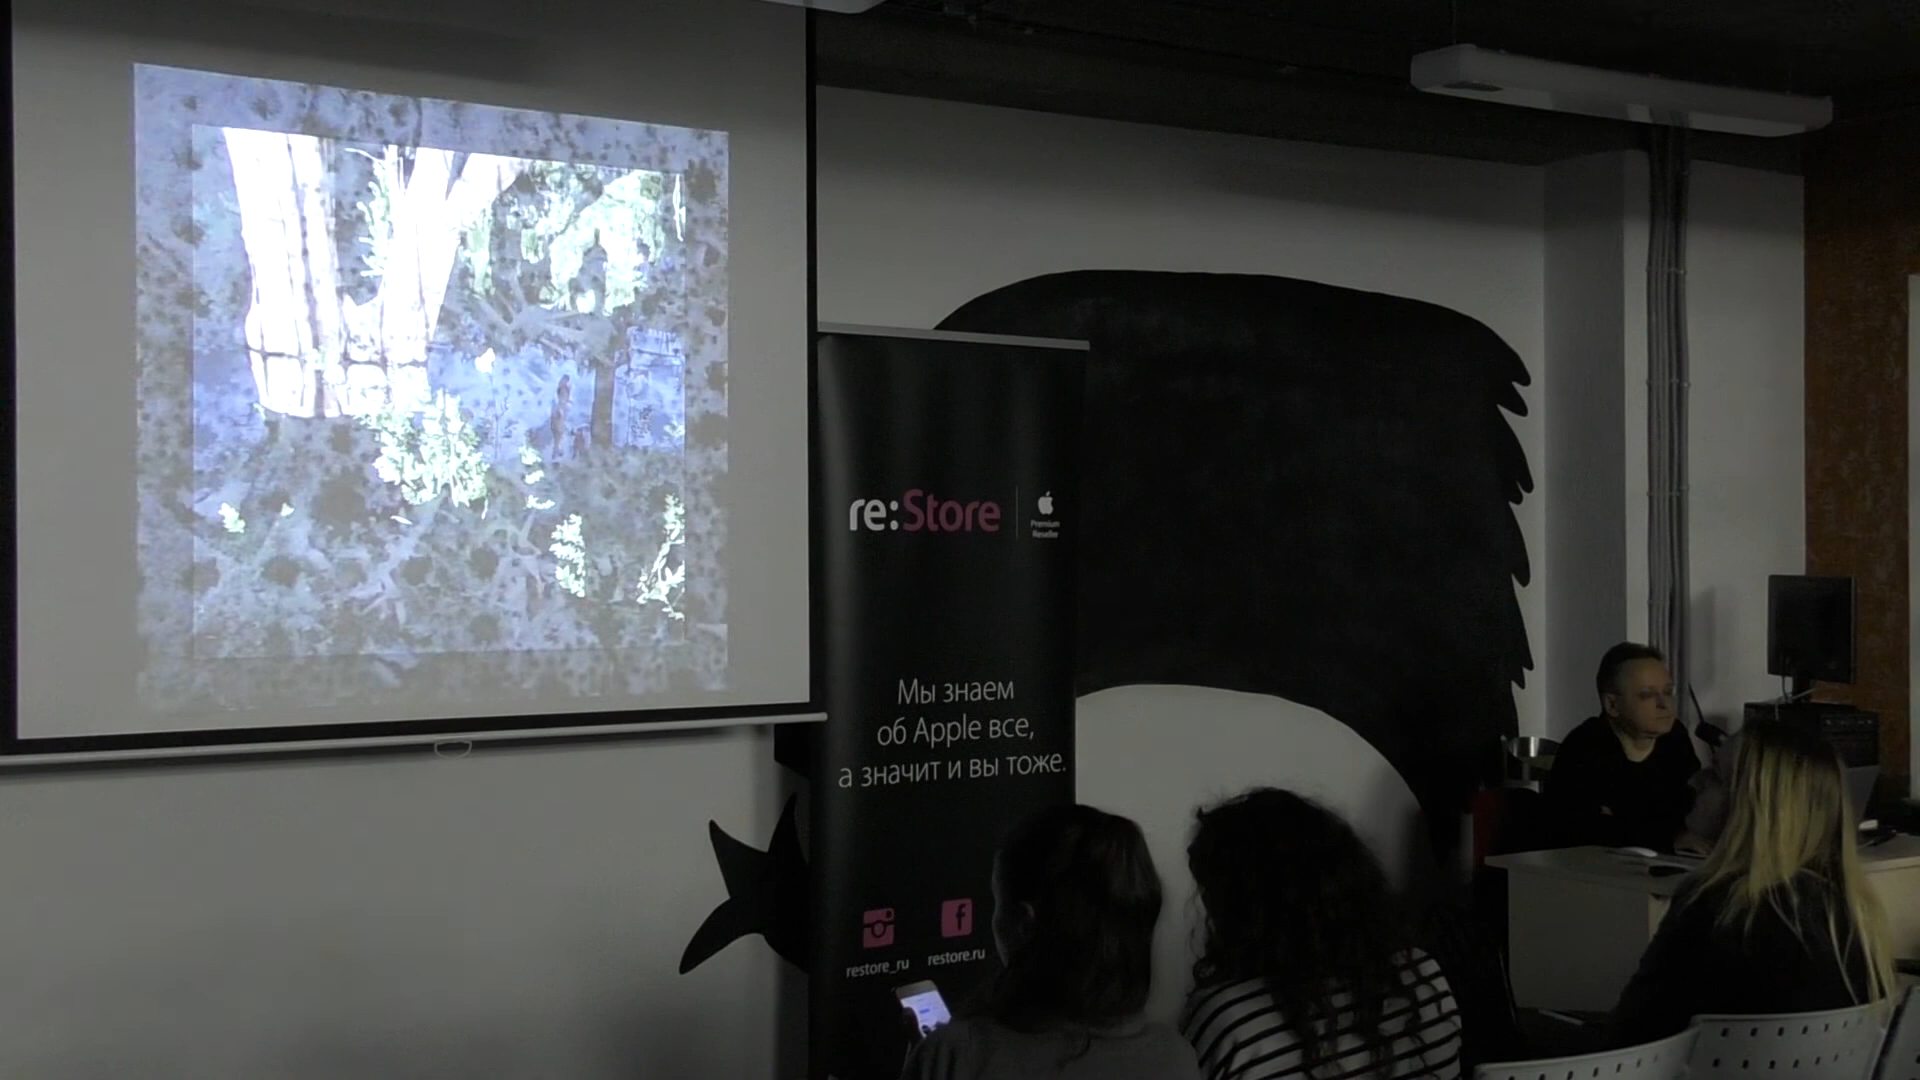 re:Store
Premium
Reseller
Мы знаем
об Apple все,
а значит и вы тоже.
restore_ru
restore.ru